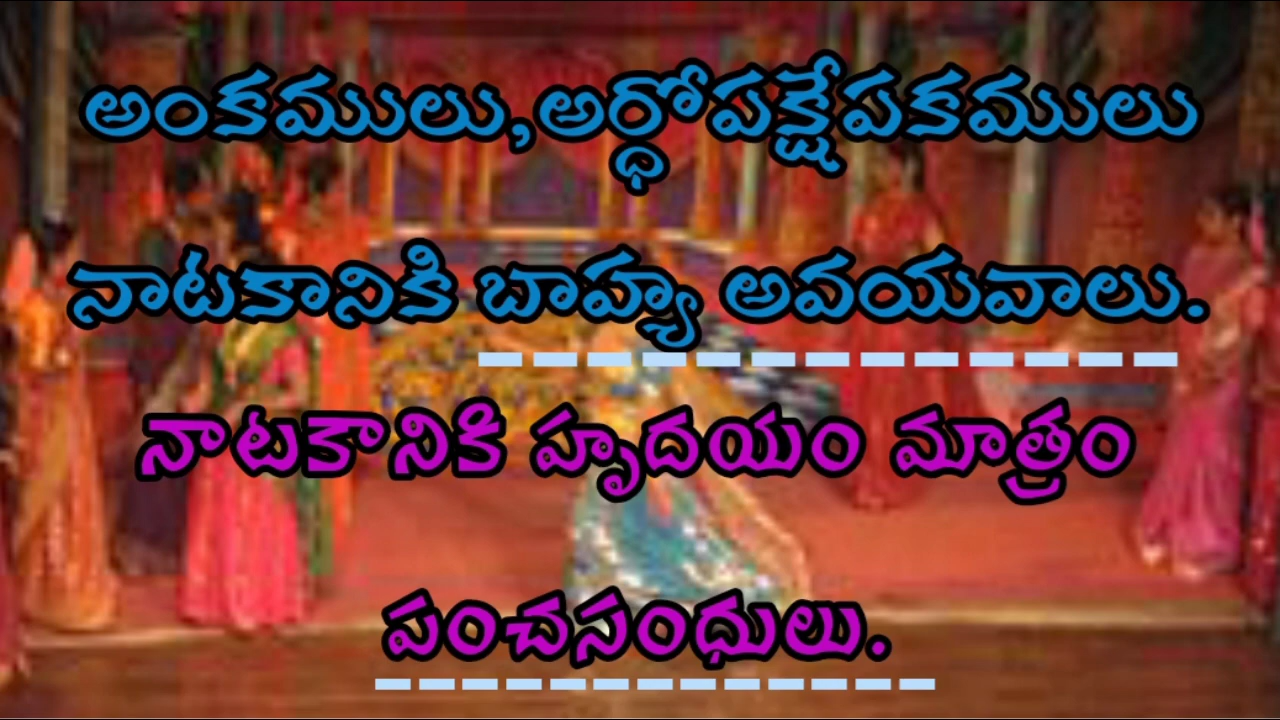 అంకములు,అర్ధోపక్షేపకములు
నాటకానికి బాహ్య అవయవాలు.
నాటకానికి హృదయం మాత్రం
పంచసంధులు.